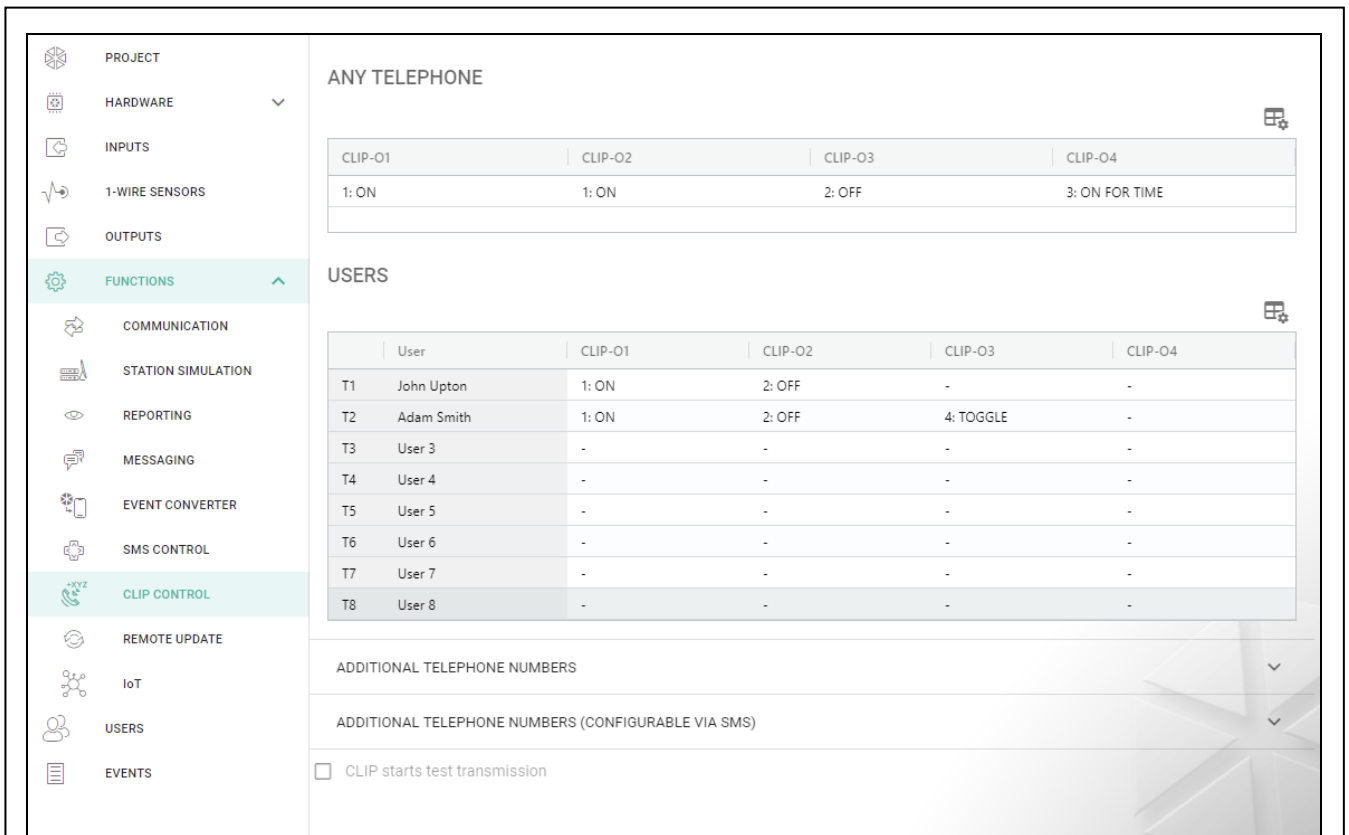 PROJECT
HARDWARE
INPUTS
1-WIRE SENSORS
OUTPUTS
FUNCTIONS
COMMUNICATION
STATION SIMULATION
REPORTING
MESSAGING
EVENT CONVERTER
SMS CONTROL
+XYZ
CLIP CONTROL
REMOTE UPDATE
IoT
USERS
EVENTS
ANY TELEPHONE
CLIP-O1 CLIP-O2 CLIP-O3 CLIP-O4
1: ON 1: ON 2: OFF 3: ON FOR TIME
USERS
User CLIP-O1 CLIP-O2 CLIP-O3 CLIP-O4
T1 John Upton 1: ON 2: OFF - -
T2 Adam Smith 1: ON 2: OFF 4: TOGGLE -
T3 User 3 - - - -
T4 User 4 - - - -
T5 User 5 - - - -
T6 User 6 - - - -
T7 User 7 - - - -
T8 User 8 - - - -
ADDITIONAL TELEPHONE NUMBERS
ADDITIONAL TELEPHONE NUMBERS (CONFIGURABLE VIA SMS)
CLIP starts test transmission